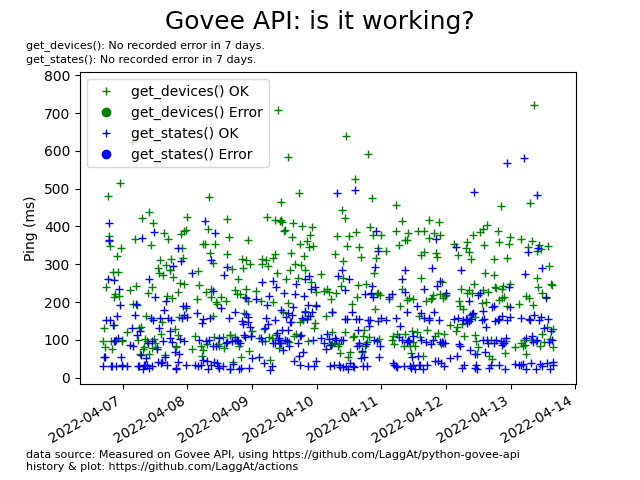 Govee API: is it working?
get_devices(): No recorded error in 7 days.
get_states(): No recorded error in 7 days.
get_devices() OK
get_devices() Error
get_states() OK
get_states() Error
Ping (ms)
800
700
600
500
400
300
200
100
0
2022-04-07
2022-04-08
2022-04-09
2022-04-10
2022-04-11
2022-04-12
2022-04-13
2022-04-14
data source: Measured on Govee API, using https://github.com/LaggAt/python-govee-api
history & plot: https://github.com/LaggAt/actions